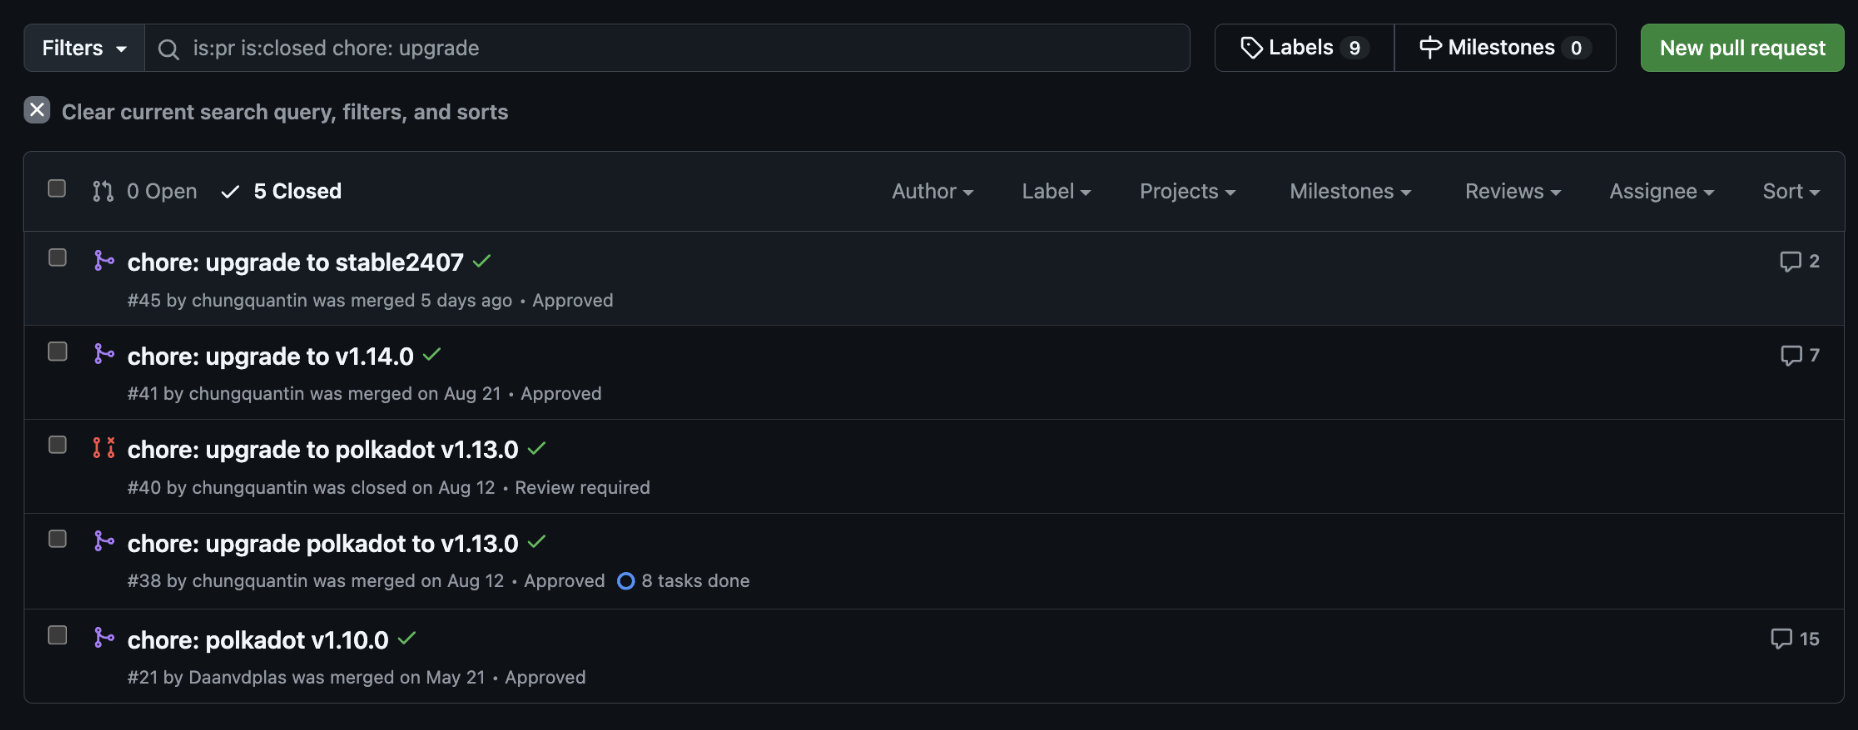 Filters
is:pr is:closed chore: upgrade
Labels 9
Milestones 0
New pull request
Clear current search query, filters, and sorts
0 Open
5 Closed
Author
Label
Projects
Milestones
Reviews
Assignee
Sort
chore: upgrade to stable2407
2
#45 by chungquantin was merged 5 days ago • Approved
chore: upgrade to v1.14.0
7
#41 by chungquantin was merged on Aug 21 • Approved
chore: upgrade to polkadot v1.13.0
#40 by chungquantin was closed on Aug 12 • Review required
chore: upgrade polkadot to v1.13.0
#38 by chungquantin was merged on Aug 12 • Approved 8 tasks done
chore: polkadot v1.10.0
15
#21 by Daanvdplas was merged on May 21 • Approved